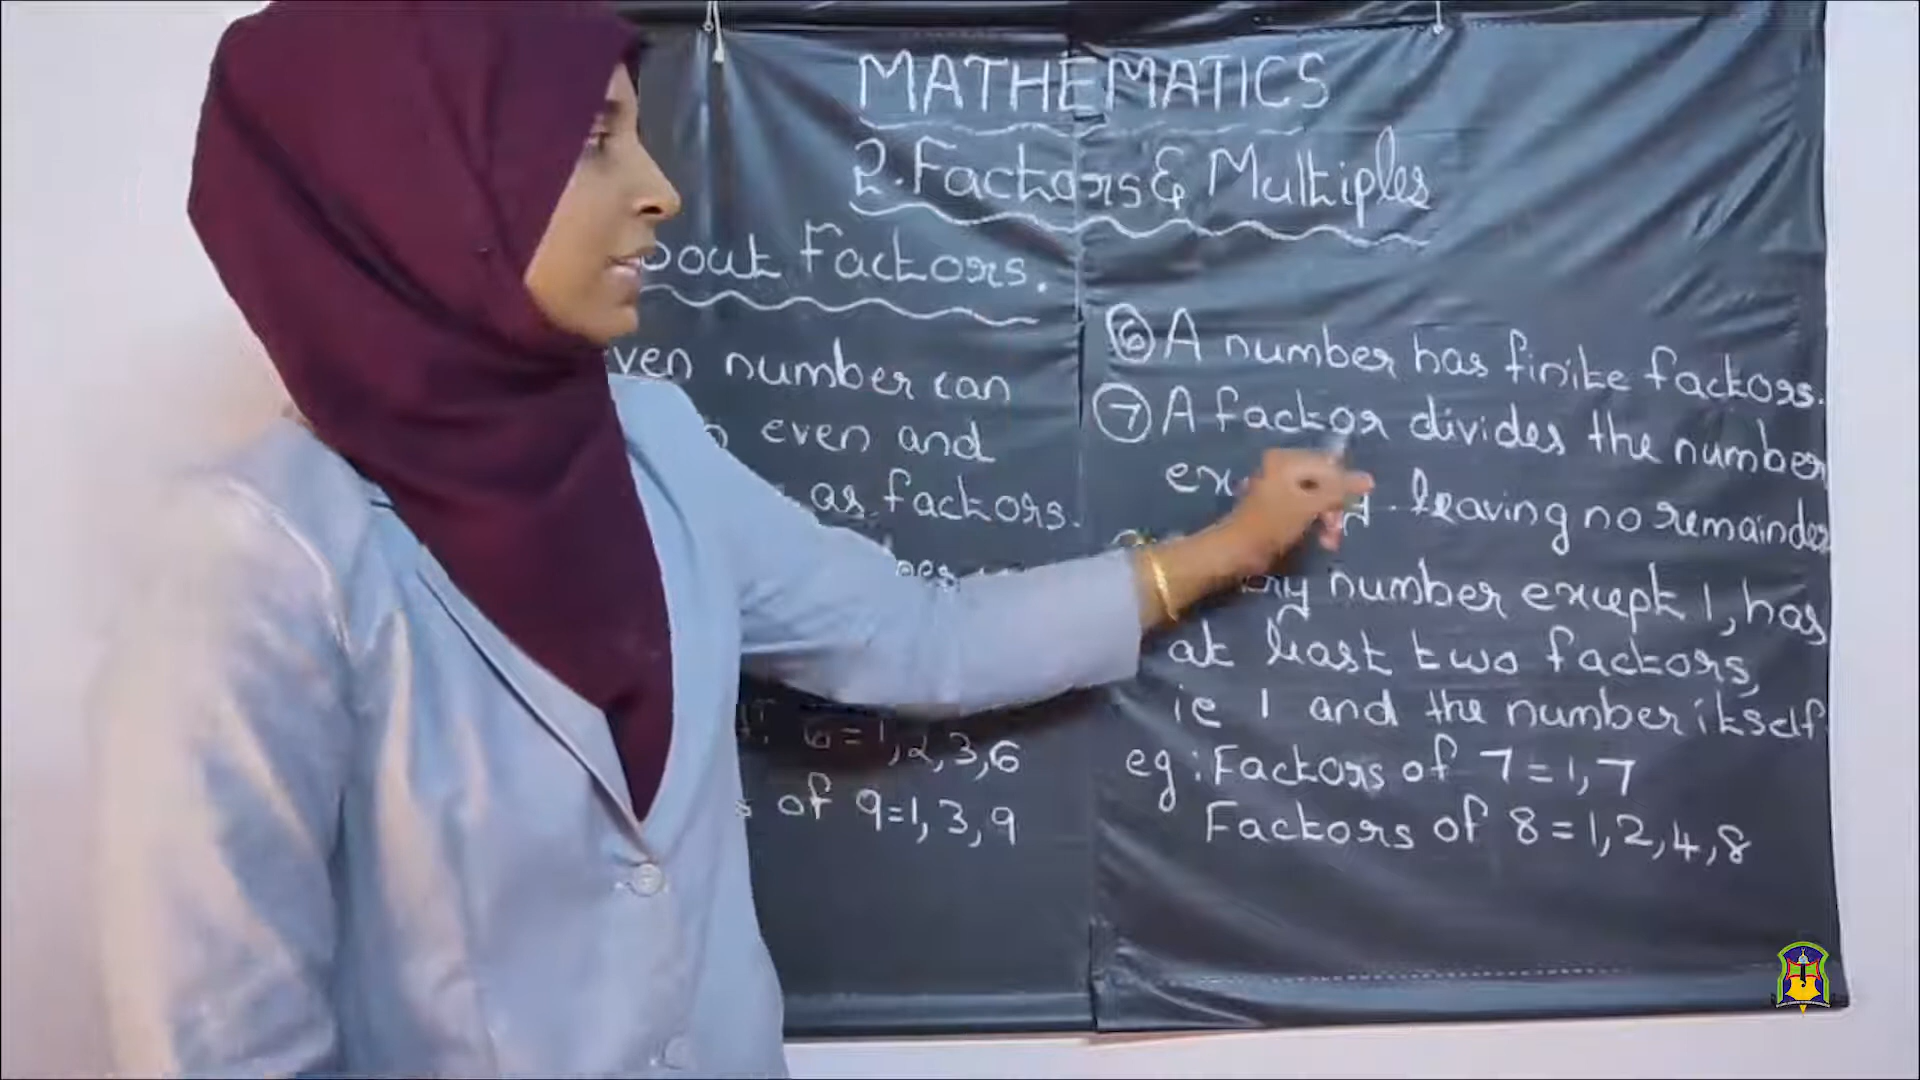 MATHEMATICS
2. Factors & Multiples
bout Factors.
ven number can
even and
as factors.
6 = 1, 2, 3, 6
of 9 = 1, 3, 9
⑥ A number has finite factors.
⑦ A factor divides the number
leaving no remainder
number except 1, has
at least two factors,
ie 1 and the number itself
eg : Factors of 7 = 1, 7
Factors of 8 = 1, 2, 4, 8